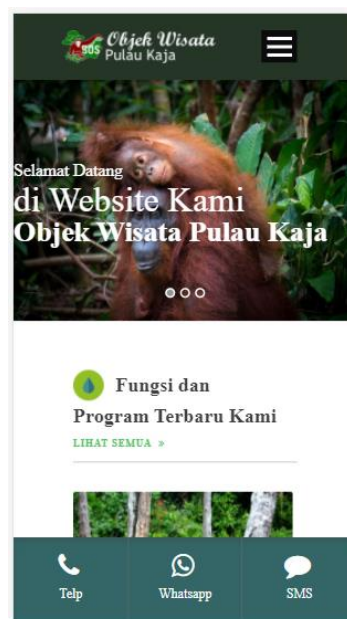 BOS
Objek Wisata
Pulau Kaja
Selamat Datang
di Website Kami
Objek Wisata Pulau Kaja
Fungsi dan
Program Terbaru Kami
LIHAT SEMUA »
Telp
Whatsapp
SMS